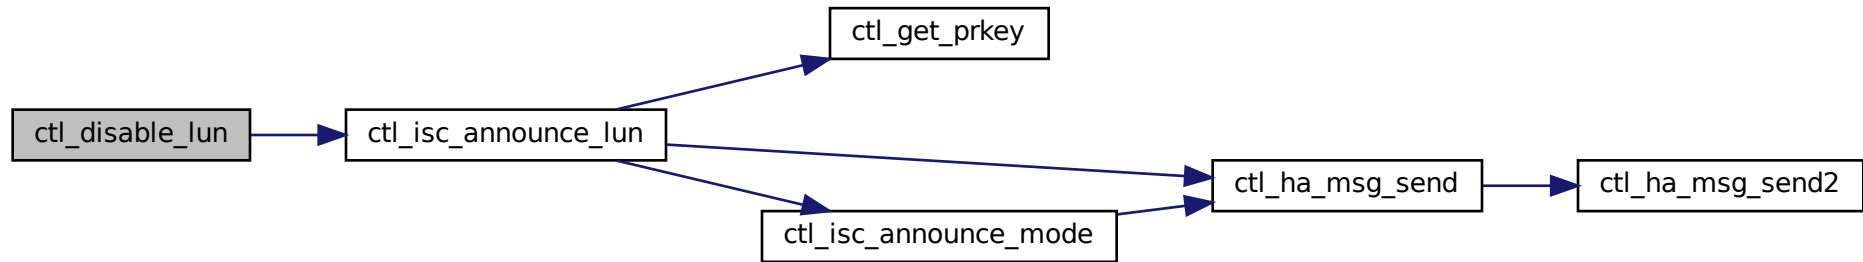 ctl_get_prkey
ctl_disable_lun
ctl_isc_announce_lun
ctl_ha_msg_send
ctl_ha_msg_send2
ctl_isc_announce_mode